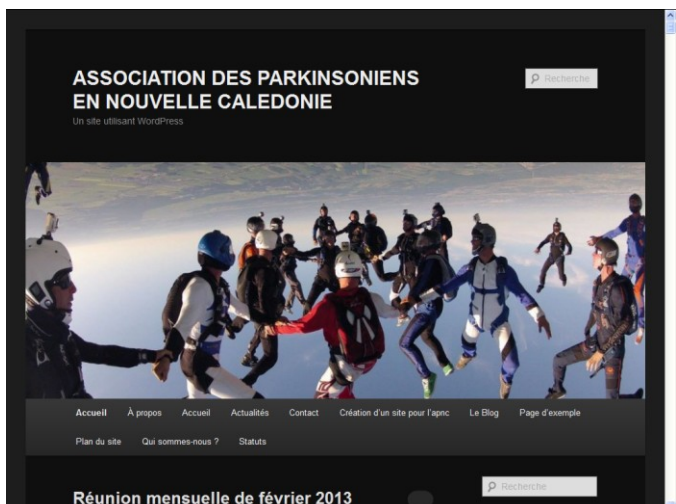 ASSOCIATION DES PARKINSONIENS
EN NOUVELLE CALEDONIE
Recherche
Un site utilisant WordPress
Accueil À propos Accueil Actualités Contact Création d'un site pour l'apnc Le Blog Page d'exemple
Plan du site Qui sommes-nous ? Statuts
Recherche
Réunion mensuelle de février 2013